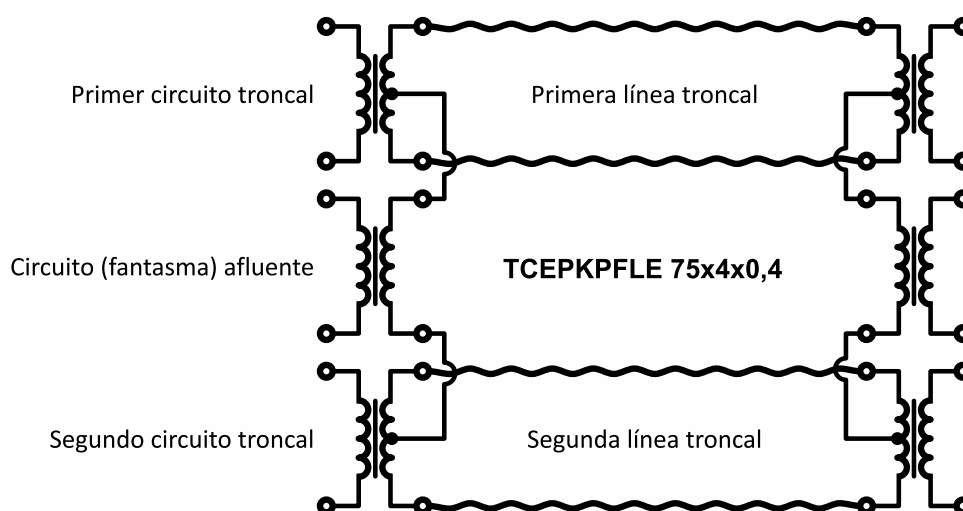 Primer circuito troncal
Primera línea troncal
Circuito (fantasma) afluente
TCEPKPFLE 75x4x0,4
Segundo circuito troncal
Segunda línea troncal